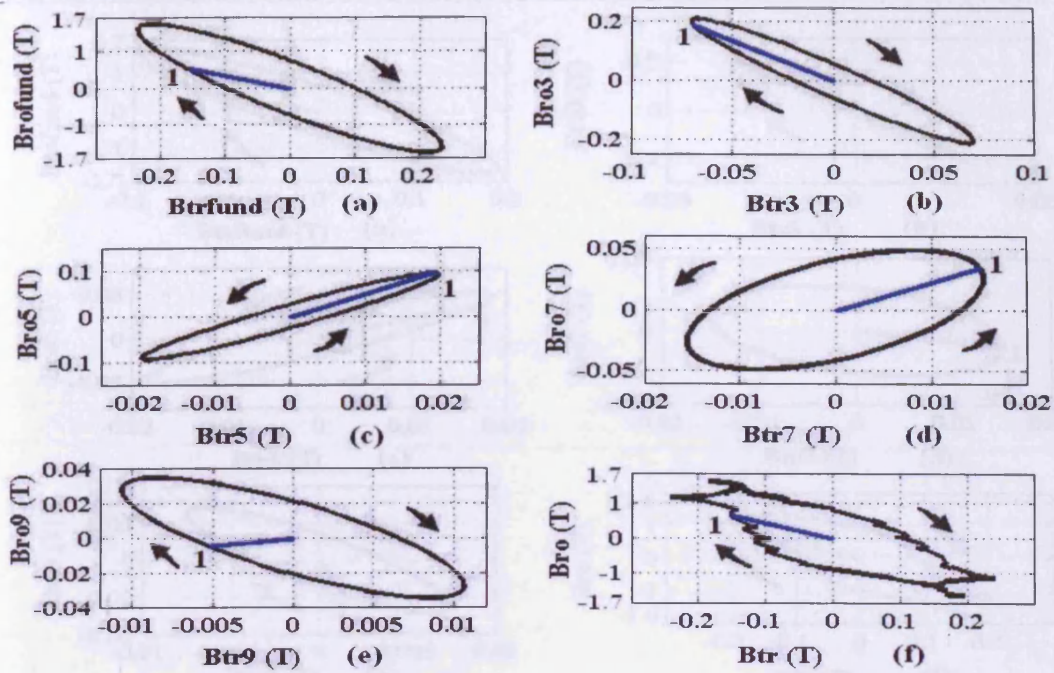 Brofund (T)
1.7
1
0
-1
-1.7
1
-0.2 -0.1 0 0.1 0.2
Btrfund (T) (a)
Bro3 (T)
0.2
0
-0.2
1
-0.1 -0.05 0 0.05 0.1
Btr3 (T) (b)
Bro5 (T)
0.1
0
-0.1
1
-0.02 -0.01 0 0.01 0.02
Btr5 (T) (c)
Bro7 (T)
0.05
0
-0.05
1
-0.02 -0.01 0 0.01 0.02
Btr7 (T) (d)
Bro9 (T)
0.04
0.02
0
-0.02
-0.04
1
-0.01 -0.005 0 0.005 0.01
Btr9 (T) (e)
Bro (T)
1.7
1
0
-1
-1.7
1
-0.2 -0.1 0 0.1 0.2
Btr (T) (f)